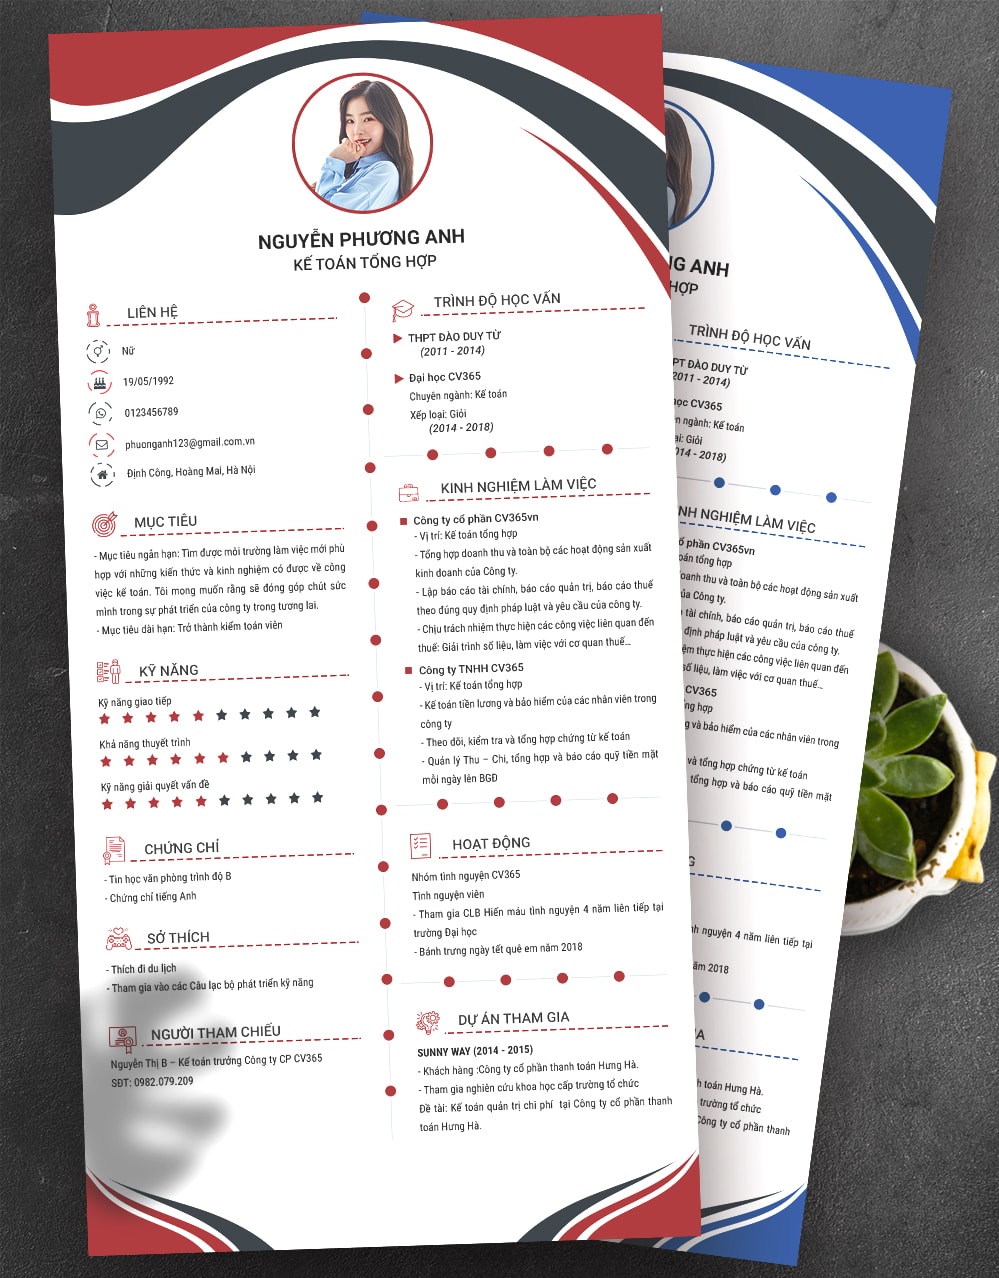 NGUYỄN PHƯƠNG ANH
KẾ TOÁN TỔNG HỢP
LIÊN HỆ
Nữ
19/05/1992
0123456789
phuonganh123@gmail.com.vn
Định Công, Hoàng Mai, Hà Nội
MỤC TIÊU
- Mục tiêu ngắn hạn: Tìm được môi trường làm việc mới phù
hợp với những kiến thức và kinh nghiệm có được về công
việc kế toán. Tôi mong muốn rằng sẽ đóng góp chút sức
mình trong sự phát triển của công ty trong tương lai.
- Mục tiêu dài hạn: Trở thành kiểm toán viên
KỸ NĂNG
Kỹ năng giao tiếp
Khả năng thuyết trình
Kỹ năng giải quyết vấn đề
CHỨNG CHỈ
- Tin học văn phòng trình độ B
- Chứng chỉ tiếng Anh
SỞ THÍCH
- Thích đi du lịch
- Tham gia vào các Câu lạc bộ phát triển kỹ năng
NGƯỜI THAM CHIẾU
Nguyễn Thị B – Kế toán trưởng Công ty CP CV365
SĐT: 0982.079.209
TRÌNH ĐỘ HỌC VẤN
THPT ĐÀO DUY TỪ
(2011 - 2014)
Đại học CV365
Chuyên ngành: Kế toán
Xếp loại: Giỏi
(2014 - 2018)
KINH NGHIỆM LÀM VIỆC
Công ty cổ phần CV365vn
- Vị trí: Kế toán tổng hợp
- Tổng hợp doanh thu và toàn bộ các hoạt động sản xuất
kinh doanh của Công ty.
- Lập báo cáo tài chính, báo cáo quản trị, báo cáo thuế
theo đúng quy định pháp luật và yêu cầu của công ty.
- Chịu trách nhiệm thực hiện các công việc liên quan đến
thuế: Giải trình số liệu, làm việc với cơ quan thuế...
Công ty TNHH CV365
- Vị trí: Kế toán tổng hợp
- Kế toán tiền lương và bảo hiểm của các nhân viên trong
công ty
- Theo dõi, kiểm tra và tổng hợp chứng từ kế toán
- Quản lý Thu – Chi, tổng hợp và báo cáo quỹ tiền mặt
mỗi ngày lên BGĐ
HOẠT ĐỘNG
Nhóm tình nguyện CV365
Tình nguyện viên
- Tham gia CLB Hiến máu tình nguyện 4 năm liên tiếp tại
trường Đại học
- Bánh trưng ngày tết quê em năm 2018
DỰ ÁN THAM GIA
SUNNY WAY (2014 - 2015)
- Khách hàng :Công ty cổ phần thanh toán Hưng Hà.
- Tham gia nghiên cứu khoa học cấp trường tổ chức
Đề tài: Kế toán quản trị chi phí tại Công ty cổ phần thanh
toán Hưng Hà.
ANH
TRÌNH ĐỘ HỌC VẤN
ĐÀO DUY TỪ
2011 - 2014)
CV365
ngành: Kế toán
Giỏi
2018)
NGHIỆM LÀM VIỆC
phần CV365vn
toán tổng hợp
doanh thu và toàn bộ các hoạt động sản xuất
của Công ty.
tài chính, báo cáo quản trị, báo cáo thuế
định pháp luật và yêu cầu của công ty.
thực hiện các công việc liên quan đến
số liệu, làm việc với cơ quan thuế...
CV365
hợp
và bảo hiểm của các nhân viên trong
và tổng hợp chứng từ kế toán
tổng hợp và báo cáo quỹ tiền mặt
nguyện 4 năm liên tiếp tại
2018
toán Hưng Hà.
trường tổ chức
Công ty cổ phần thanh